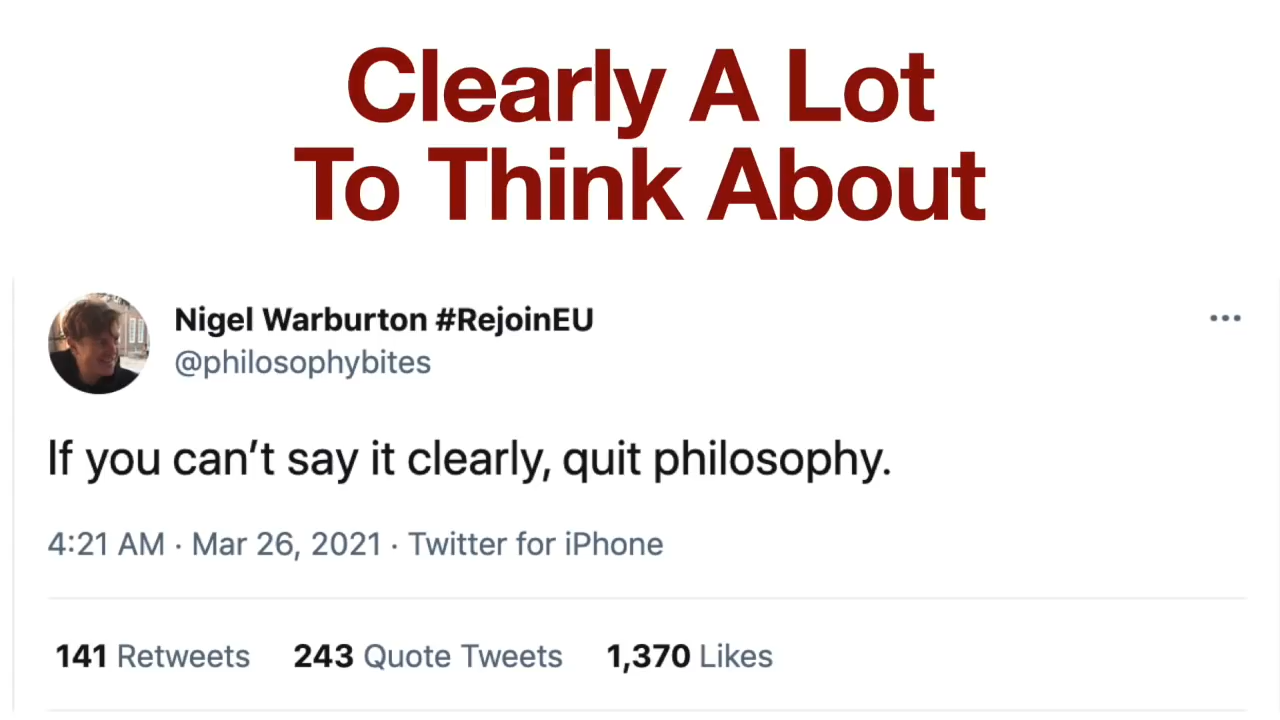 Clearly A Lot
To Think About
Nigel Warburton #RejoinEU
@philosophybites
If you can’t say it clearly, quit philosophy.
4:21 AM · Mar 26, 2021 · Twitter for iPhone
141 Retweets 243 Quote Tweets 1,370 Likes